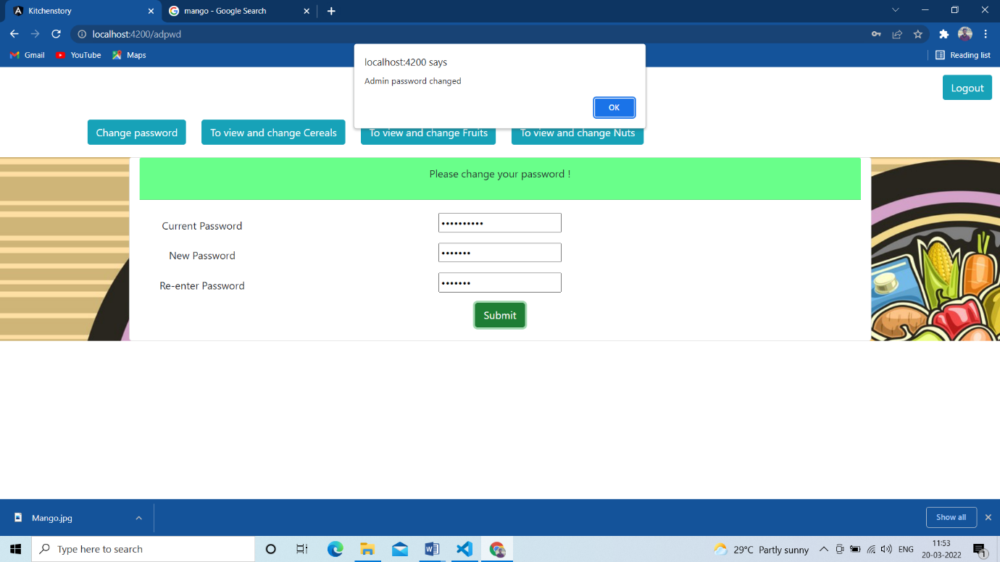 Kitchenstory
mango - Google Search
localhost:4200/adpwd
Gmail
YouTube
Maps
Reading list
localhost:4200 says
Admin password changed
OK
Logout
Change password
To view and change Cereals
To view and change Fruits
To view and change Nuts
Please change your password !
Current Password
New Password
Re-enter Password
Submit
Mango.jpg
Show all
Type here to search
29°C Partly sunny
ENG
11:53
20-03-2022
1